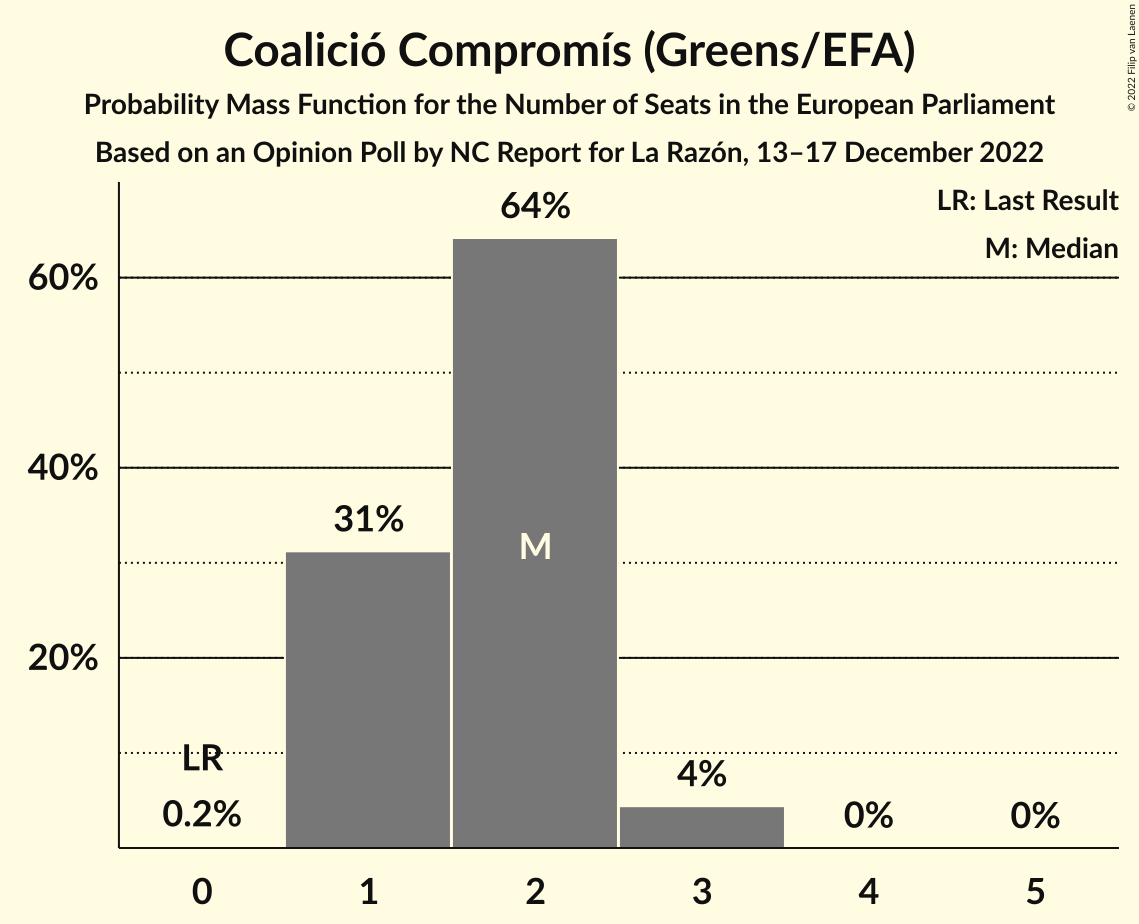 Coalició Compromís (Greens/EFA)
Probability Mass Function for the Number of Seats in the European Parliament
Based on an Opinion Poll by NC Report for La Razón, 13–17 December 2022
© 2022 Filip van Laenen
LR: Last Result
M: Median
64%
60%
40%
31%
M
20%
LR
4%
0.2%
0%
0%
0
1
2
3
4
5